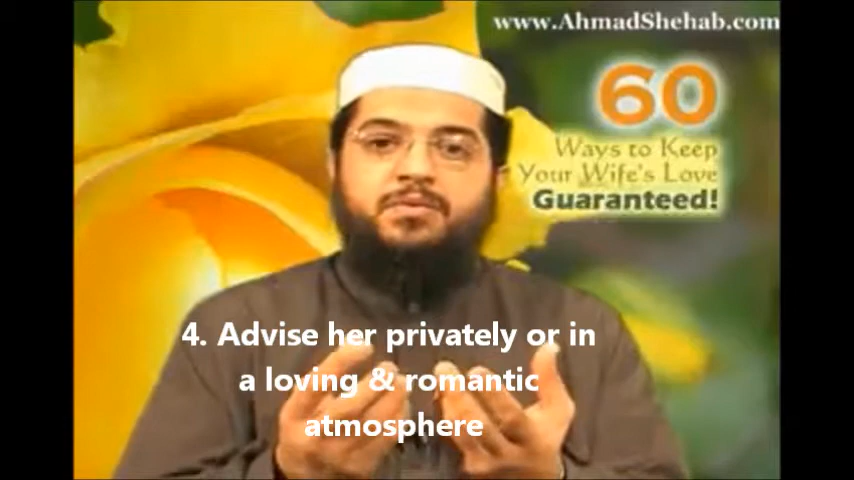 www.AhmadShehab.com
60
Ways to Keep
Your Wife's Love
Guaranteed!
4. Advise her privately or in
a loving & romantic
atmosphere